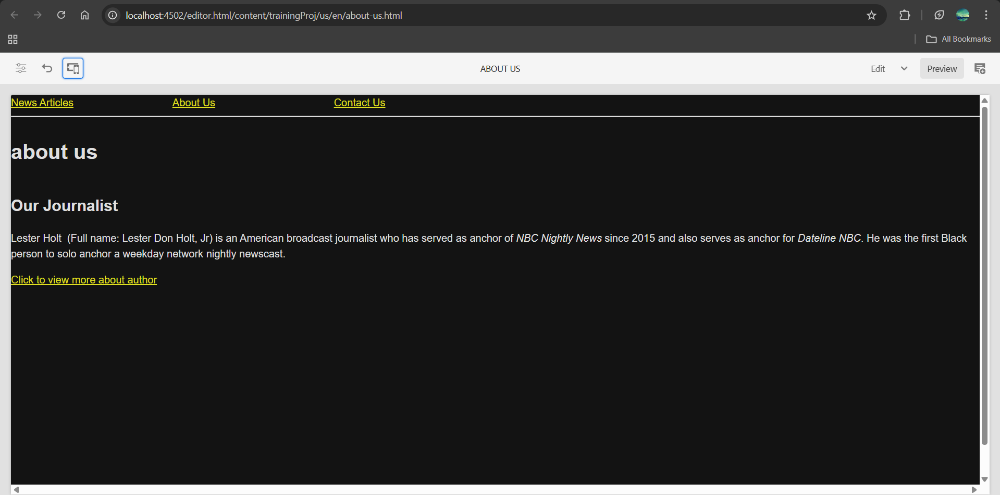 localhost:4502/editor.html/content/trainingProj/us/en/about-us.html
All Bookmarks
ABOUT US
Edit
Preview
News Articles
About Us
Contact Us
about us
Our Journalist
Lester Holt  (Full name: Lester Don Holt, Jr) is an American broadcast journalist who has served as anchor of NBC Nightly News since 2015 and also serves as anchor for Dateline NBC. He was the first Black
person to solo anchor a weekday network nightly newscast.
Click to view more about author